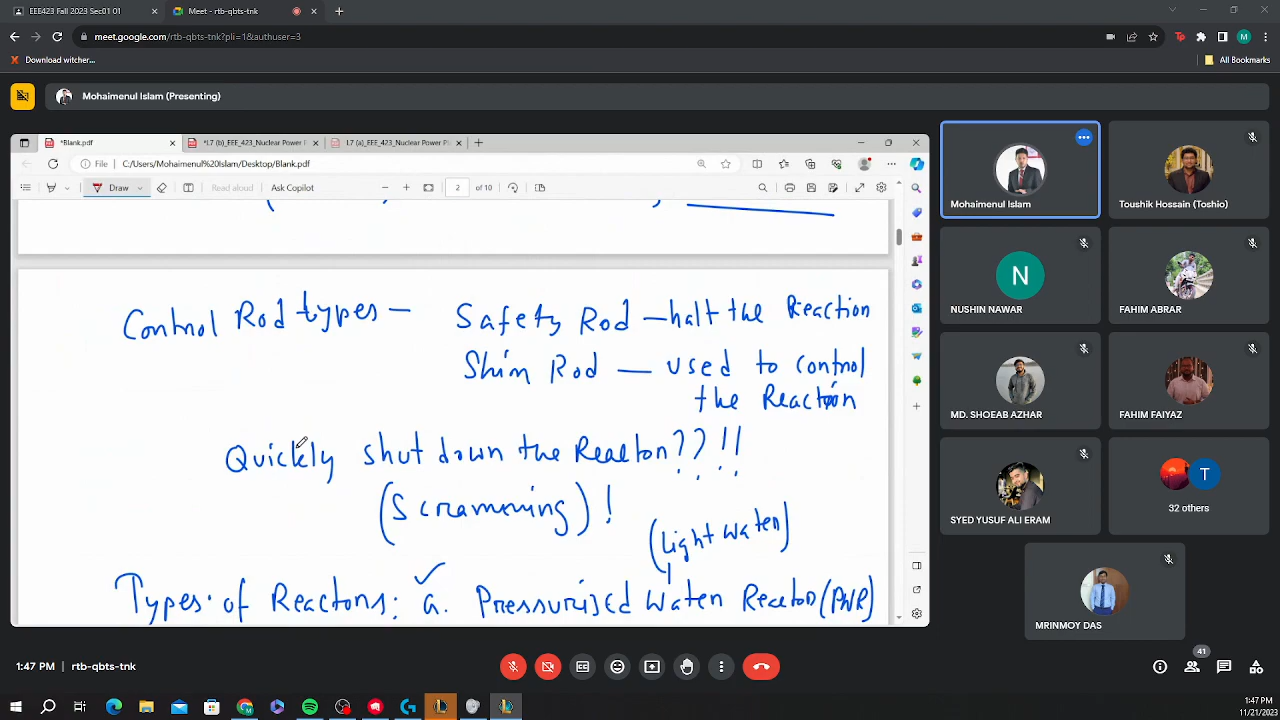 EEE423 Fall 2023 Sec01 01
Meet - rtb-qbts-tnk
meet.google.com/rtb-qbts-tnk?pli=1&authuser=3
M
Download witcher...
All Bookmarks
Mohaimenul Islam (Presenting)
*Blank.pdf
*L7 (b)_EEE_423_Nuclear Power I
L7 (a)_EEE_423_Nuclear Power Pl
File
C:/Users/Mohaimenul%20Islam/Desktop/Blank.pdf
Draw
Read aloud
Ask Copilot
2
of 10
Control Rod types — Safety Rod — halt the Reaction
Shim Rod — used to control
the Reaction
Quickly shut down the Reactor??!!
(Scramming)!
(Light water)
Types of Reactors: a. Pressurized Water Reactor (PWR)
Mohaimenul Islam
Toushik Hossain (Toshio)
N
NUSHIN NAWAR
FAHIM ABRAR
MD. SHOEAB AZHAR
FAHIM FAIYAZ
SYED YUSUF ALI ERAM
T
32 others
MRINMOY DAS
1:47 PM | rtb-qbts-tnk
41
1:47 PM
11/21/2023